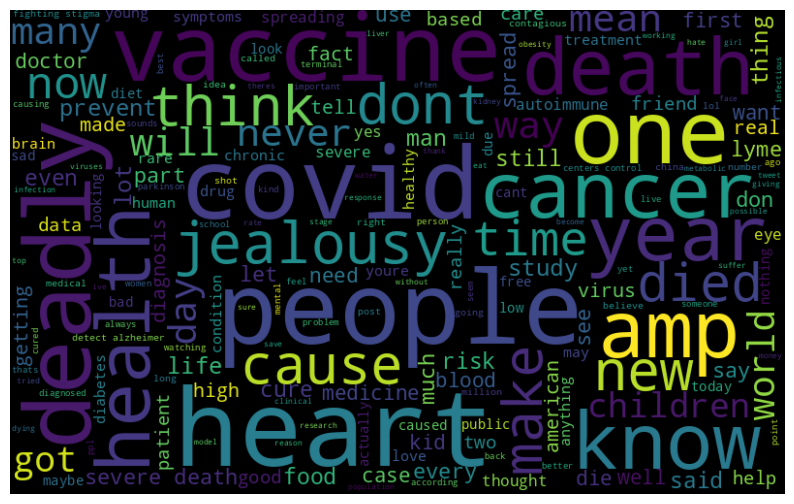 fighting stigma
young
symptoms
spreading
use
based
care
contagious
mean
first
obesity
working
hate
girl
many
vaccine
death
thing
doctor
look
called
fact
liver
terminal
spread
treatment
infectious
now
think
dont
causing
diet
best
idea
theres
important
often
tell
kidney
autoimmune
friend
lol
face
prevent
sounds
will
never
way
want
made
yes
man
mild
due
one
real
brain
rare
chronic
severe
still
lyme
sad
viruses
part
healthy
thank
eat
centers control
china
number
ago
even
lot
parkinson
drug
shot
kind
covid
cancer
metabolic
tweet
giving
infection
human
water
cant
don
data
looking
school
response
live
possible
deadly
health
jealousy
time
year
eye
top
rate
stage
right
person
become
diagnosis
day
let
need
youre
really
study
died
nothing
medical
ive
women
feel
without
condition
people
low
free
virus
see
believe
yet
suffer
getting
bad
sure
mental
post
going
seem
someone
cured
always
problem
amp
world
detect alzheimer
watching
save
may
thats
life
cause
risk
make
new
say
today
tried
diabetes
high
cure
medicine
much
blood
american
anything
children
money
diagnosed
long
clinical
million
got
patient
caused
actually
kid
public
two
heart
know
point
dying
ppl
model
reason
research
love
back
better
maybe
severe death
good
food
case
according
every
thought
die
well
said
help